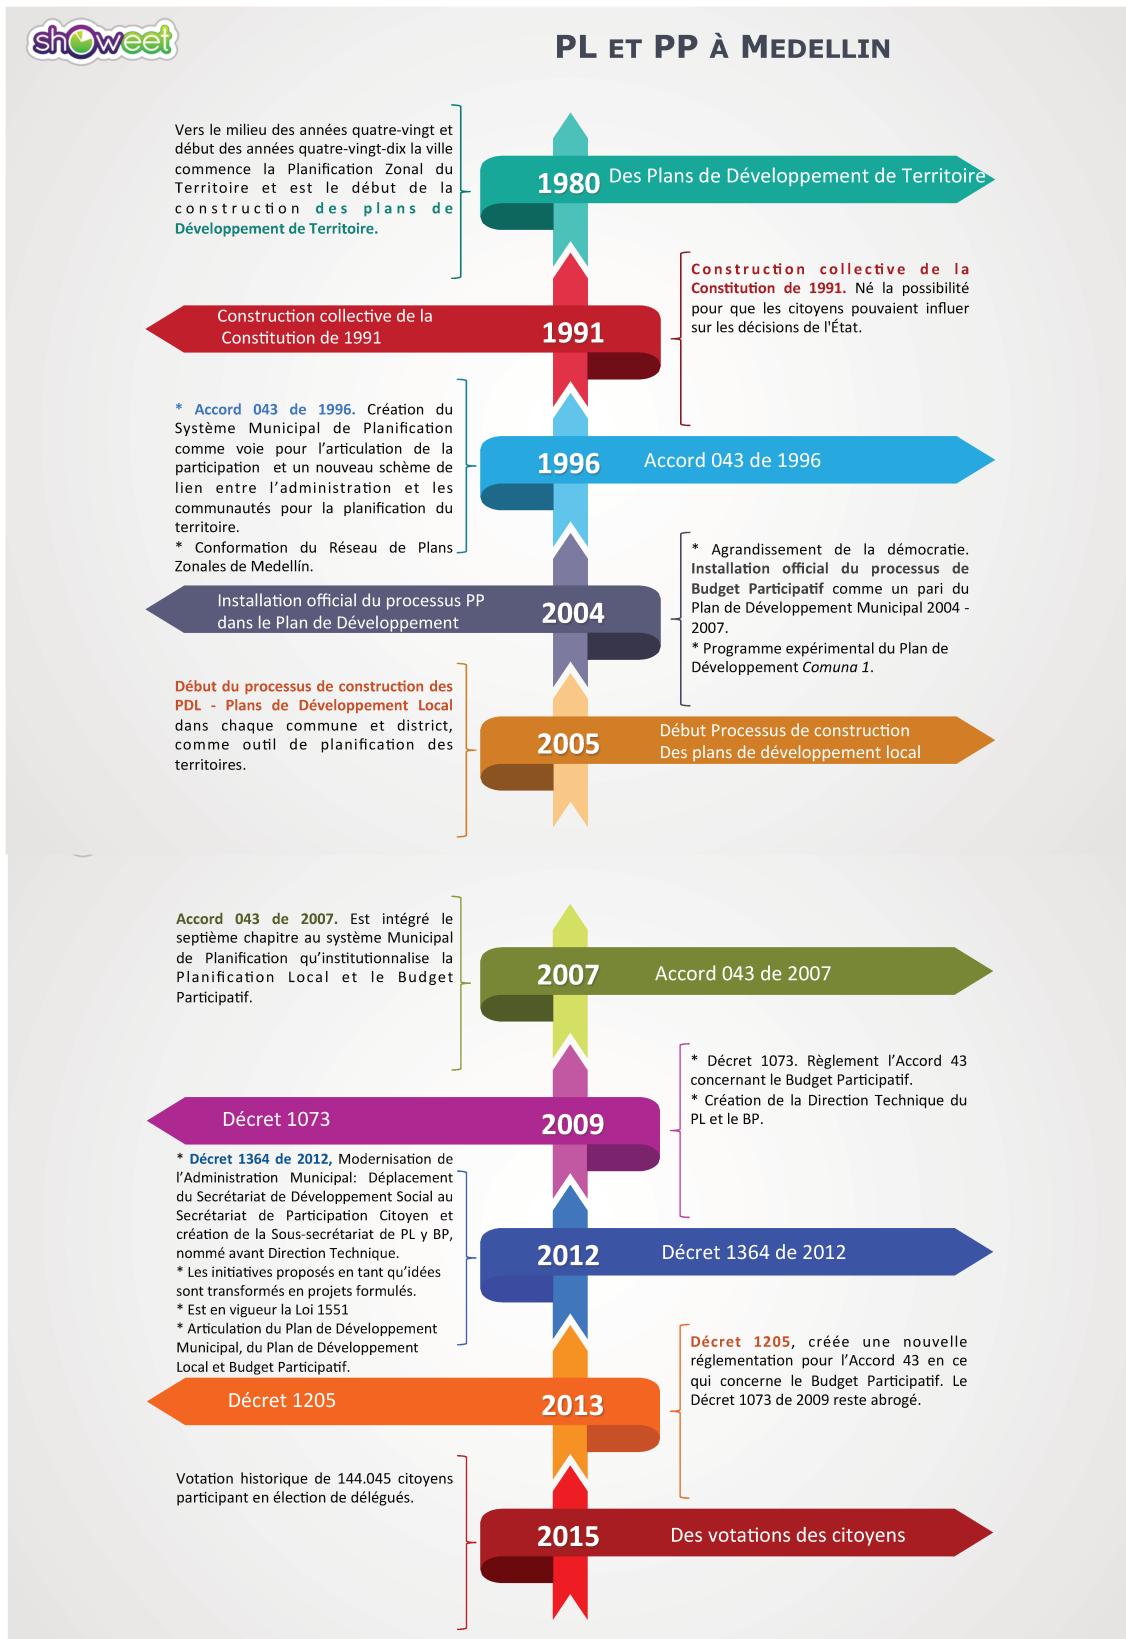 showeet
PL ET PP À MEDELLIN
Vers le milieu des années quatre-vingt et
début des années quatre-vingt-dix la ville
commence la Planification Zonal du
Territoire et est le début de la
construction des plans de
Développement de Territoire.
1980 Des Plans de Développement de Territoire
Construction collective de la
Constitution de 1991. Né la possibilité
pour que les citoyens pouvaient influer
sur les décisions de l'État.
Construction collective de la
Constitution de 1991
1991
* Accord 043 de 1996. Création du
Système Municipal de Planification
comme voie pour l’articulation de la
participation et un nouveau schème de
lien entre l’administration et les
communautés pour la planification du
territoire.
* Conformation du Réseau de Plans
Zonales de Medellín.
1996 Accord 043 de 1996
* Agrandissement de la démocratie.
Installation official du processus de
Budget Participatif comme un pari du
Plan de Développement Municipal 2004 -
2007.
* Programme expérimental du Plan de
Développement Comuna 1.
Installation official du processus PP
dans le Plan de Développement
2004
Début du processus de construction des
PDL - Plans de Développement Local
dans chaque commune et district,
comme outil de planification des
territoires.
2005
Début Processus de construction
Des plans de développement local
Accord 043 de 2007. Est intégré le
septième chapitre au système Municipal
de Planification qu’institutionnalise la
Planification Local et le Budget
Participatif.
2007 Accord 043 de 2007
* Décret 1073. Règlement l’Accord 43
concernant le Budget Participatif.
* Création de la Direction Technique du
PL et le BP.
Décret 1073 2009
* Décret 1364 de 2012, Modernisation de
l’Administration Municipal: Déplacement
du Secrétariat de Développement Social au
Secrétariat de Participation Citoyen et
création de la Sous-secrétariat de PL y BP,
nommé avant Direction Technique.
* Les initiatives proposés en tant qu’idées
sont transformés en projets formulés.
* Est en vigueur la Loi 1551
* Articulation du Plan de Développement
Municipal, du Plan de Développement
Local et Budget Participatif.
2012 Décret 1364 de 2012
Décret 1205, créée une nouvelle
réglementation pour l’Accord 43 en ce
qui concerne le Budget Participatif. Le
Décret 1073 de 2009 reste abrogé.
Décret 1205 2013
Votation historique de 144.045 citoyens
participant en élection de délégués.
2015 Des votations des citoyens